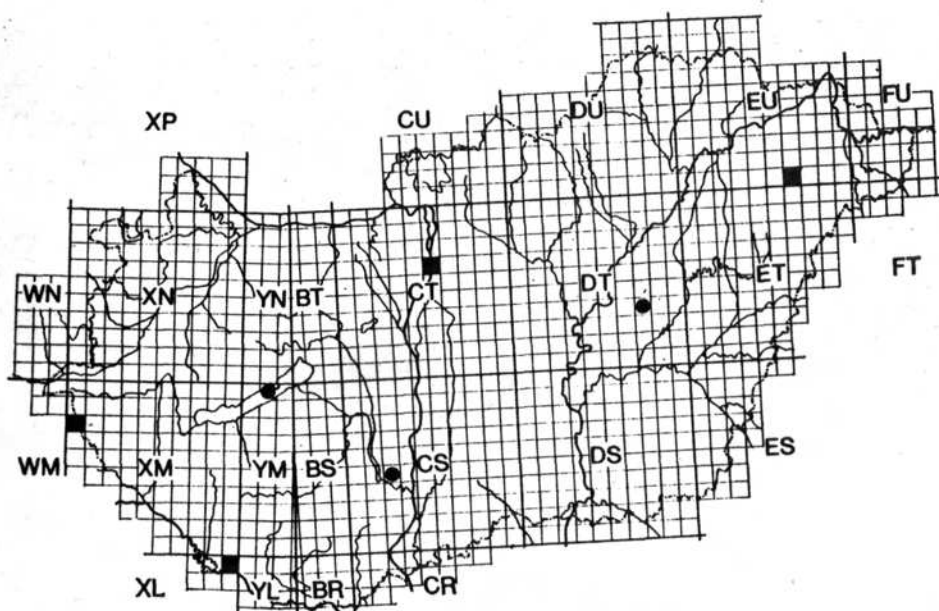 XP
CU
DU
EU
FU
WN
XN
YN
BT
CT
DT
ET
FT
WM
XM
YM
BS
CS
DS
ES
XL
YL
BR
CR